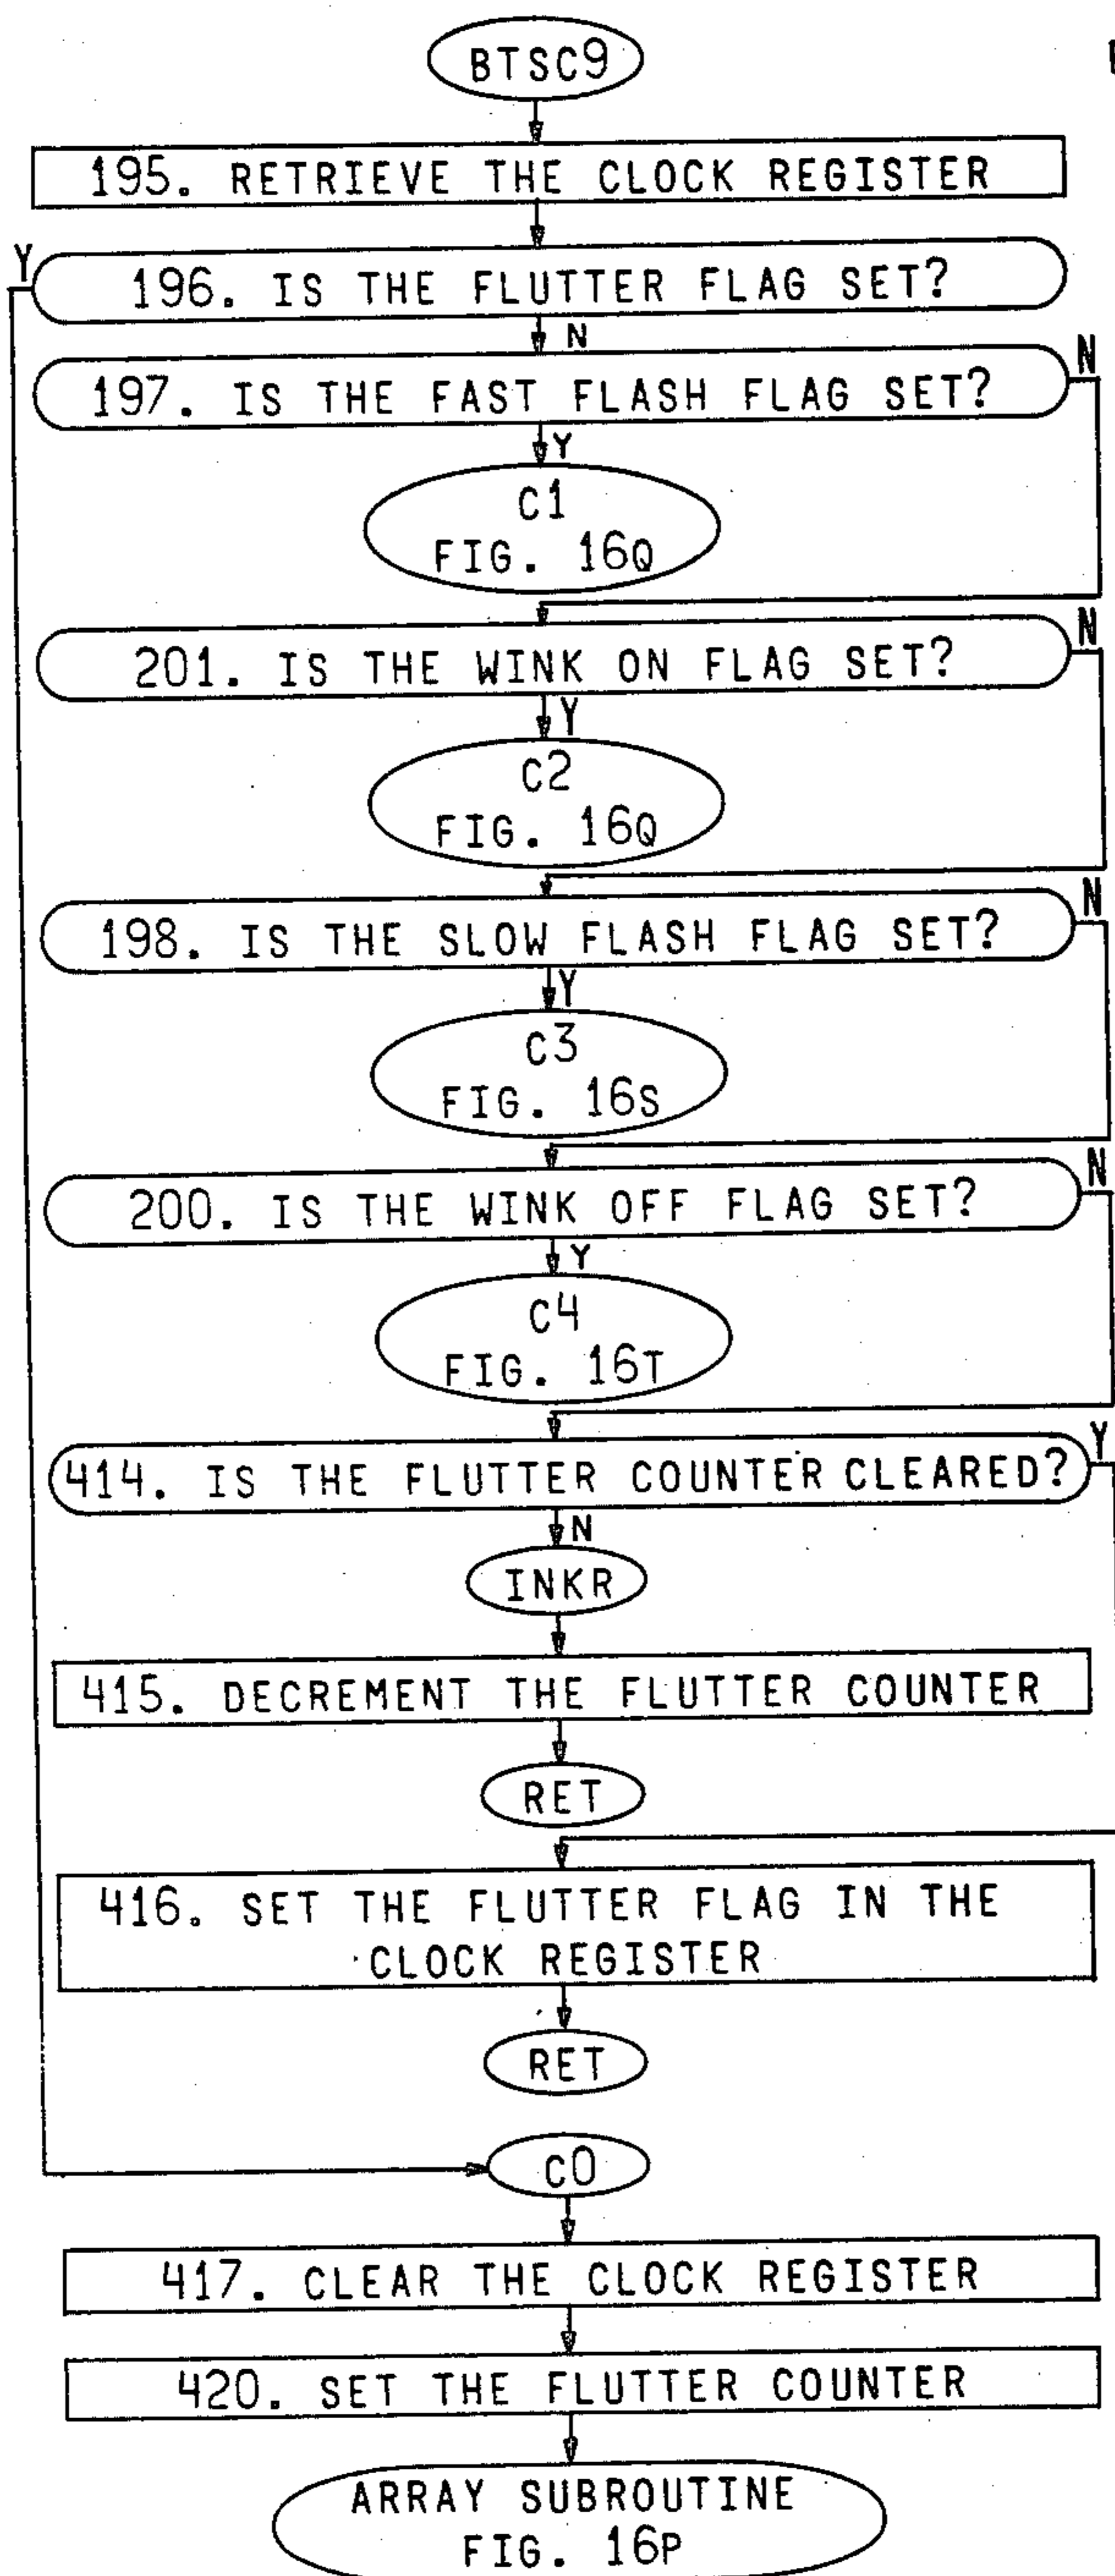 BTSC9
195. RETRIEVE THE CLOCK REGISTER
Y
196. IS THE FLUTTER FLAG SET?
N
197. IS THE FAST FLASH FLAG SET?
N
Y
C1
FIG. 16Q
201. IS THE WINK ON FLAG SET?
N
Y
C2
FIG. 16Q
198. IS THE SLOW FLASH FLAG SET?
N
Y
C3
FIG. 16S
200. IS THE WINK OFF FLAG SET?
N
Y
C4
FIG. 16T
414. IS THE FLUTTER COUNTER CLEARED?
Y
N
INKR
415. DECREMENT THE FLUTTER COUNTER
RET
416. SET THE FLUTTER FLAG IN THE
CLOCK REGISTER
RET
C0
417. CLEAR THE CLOCK REGISTER
420. SET THE FLUTTER COUNTER
ARRAY SUBROUTINE
FIG. 16P